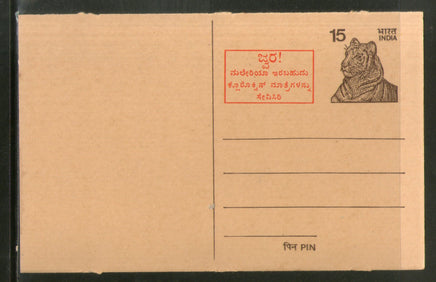 ಜ್ವರ!
ಮಲೇರಿಯಾ ಇರಬಹುದು
ಕ್ಲೊರೊಕ್ವಿನ್ ಮಾತ್ರೆಗಳನ್ನು
ಸೇವಿಸಿರಿ
15 भारत
INDIA
पिन PIN